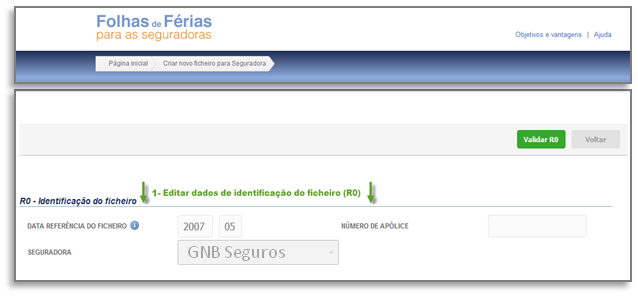 Folhas de Férias
para as seguradoras
Objetivos e vantagens | Ajuda
Página inicial Criar novo ficheiro para Seguradora
Validar R0 Voltar
1- Editar dados de identificação do ficheiro (R0)
R0 - Identificação do ficheiro
DATA REFERÊNCIA DO FICHEIRO i 2007 05 NÚMERO DE APÓLICE
SEGURADORA GNB Seguros